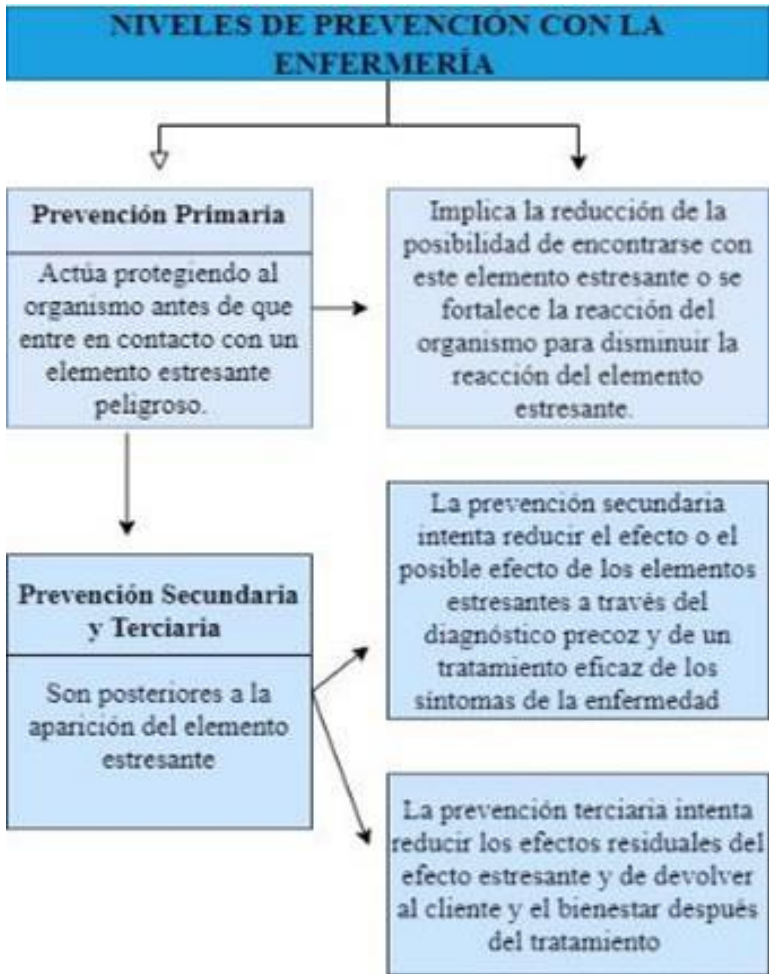 NIVELES DE PREVENCIÓN CON LA
ENFERMERÍA
Prevención Primaria
Actúa protegiendo al
organismo antes de que
entre en contacto con un
elemento estresante
peligroso.
Implica la reducción de la
posibilidad de encontrarse con
este elemento estresante o se
fortalece la reacción del
organismo para disminuir la
reacción del elemento
estresante.
Prevención Secundaria
y Terciaria
Son posteriores a la
aparición del elemento
estresante
La prevención secundaria
intenta reducir el efecto o el
posible efecto de los elementos
estresantes a través del
diagnóstico precoz y de un
tratamiento eficaz de los
síntomas de la enfermedad
La prevención terciaria intenta
reducir los efectos residuales del
efecto estresante y de devolver
al cliente y el bienestar después
del tratamiento